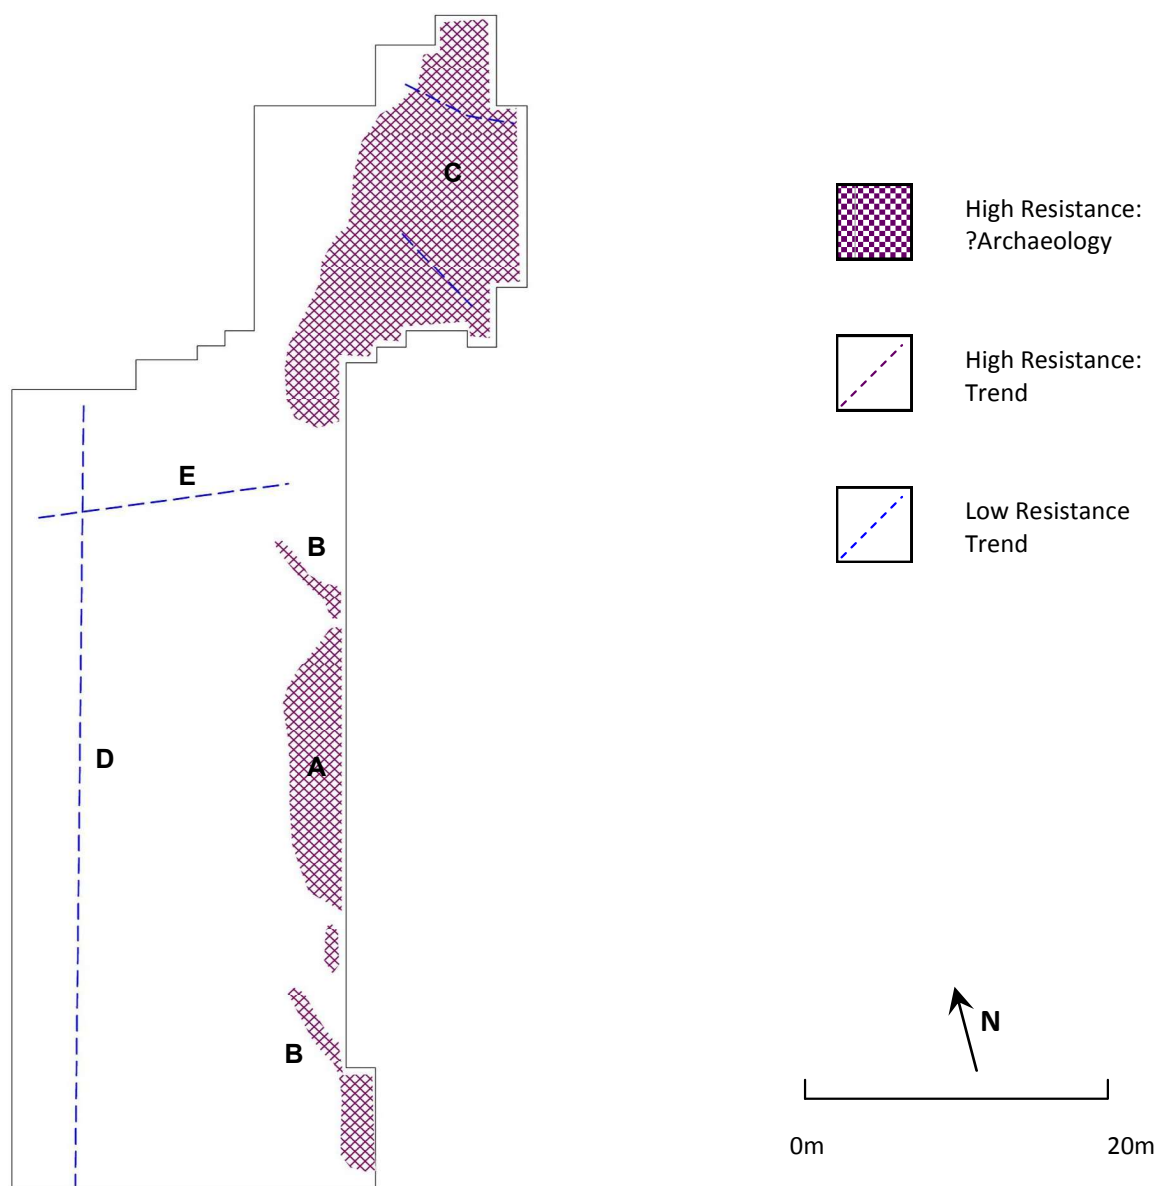 C
High Resistance:
?Archaeology
High Resistance:
Trend
E
Low Resistance
Trend
B
D
A
N
B
0m
20m